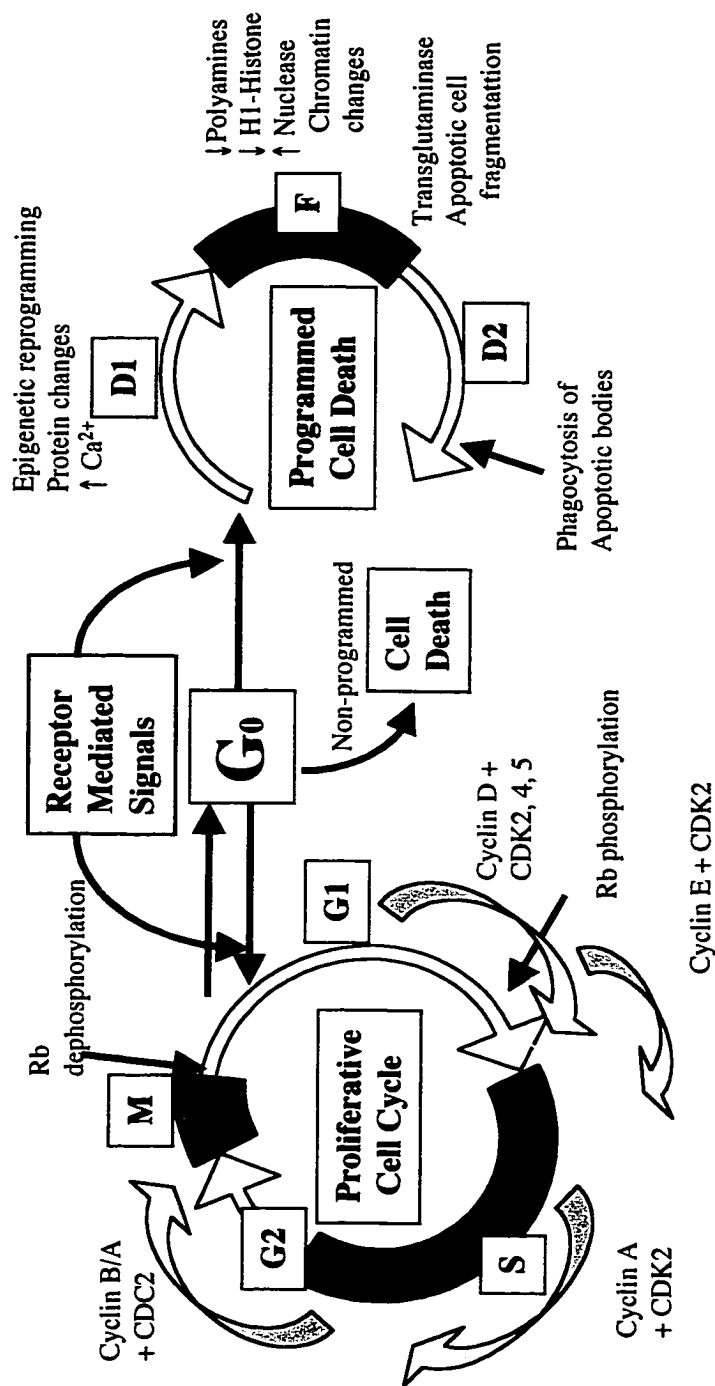 Cyclin B/A
+ CDC2
Rb
dephosphorylation
M
G2
Proliferative
Cell Cycle
S
Cyclin A
+ CDK2
G1
Cyclin D +
CDK2, 4, 5
Rb phosphorylation
Cyclin E + CDK2
Receptor
Mediated
Signals
G0
Non-programmed
Cell
Death
Epigenetic reprogramming
Protein changes
↑ Ca²⁺
D1
Programmed
Cell Death
F
↓Polyamines
↓ H1-Histone
↑ Nuclease
Chromatin
changes
Transglutaminase
Apoptotic cell
fragmentattion
D2
Phagocytosis of
Apoptotic bodies